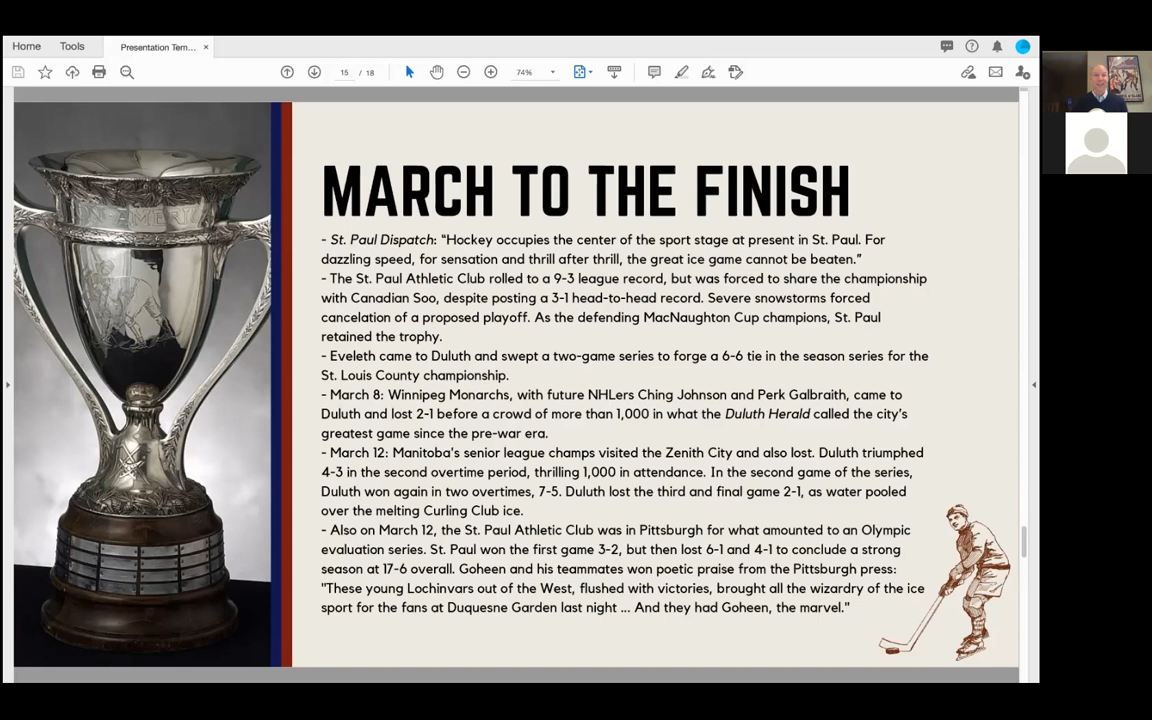 Home
Tools
Presentation Tem... ×
15 / 18
74%
MARCH TO THE FINISH
- St. Paul Dispatch: “Hockey occupies the center of the sport stage at present in St. Paul. For
dazzling speed, for sensation and thrill after thrill, the great ice game cannot be beaten.”
- The St. Paul Athletic Club rolled to a 9-3 league record, but was forced to share the championship
with Canadian Soo, despite posting a 3-1 head-to-head record. Severe snowstorms forced
cancelation of a proposed playoff. As the defending MacNaughton Cup champions, St. Paul
retained the trophy.
- Eveleth came to Duluth and swept a two-game series to forge a 6-6 tie in the season series for the
St. Louis County championship.
- March 8: Winnipeg Monarchs, with future NHLers Ching Johnson and Perk Galbraith, came to
Duluth and lost 2-1 before a crowd of more than 1,000 in what the Duluth Herald called the city’s
greatest game since the pre-war era.
- March 12: Manitoba's senior league champs visited the Zenith City and also lost. Duluth triumphed
4-3 in the second overtime period, thrilling 1,000 in attendance. In the second game of the series,
Duluth won again in two overtimes, 7-5. Duluth lost the third and final game 2-1, as water pooled
over the melting Curling Club ice.
- Also on March 12, the St. Paul Athletic Club was in Pittsburgh for what amounted to an Olympic
evaluation series. St. Paul won the first game 3-2, but then lost 6-1 and 4-1 to conclude a strong
season at 17-6 overall. Goheen and his teammates won poetic praise from the Pittsburgh press:
"These young Lochinvars out of the West, flushed with victories, brought all the wizardry of the ice
sport for the fans at Duquesne Garden last night ... And they had Goheen, the marvel."